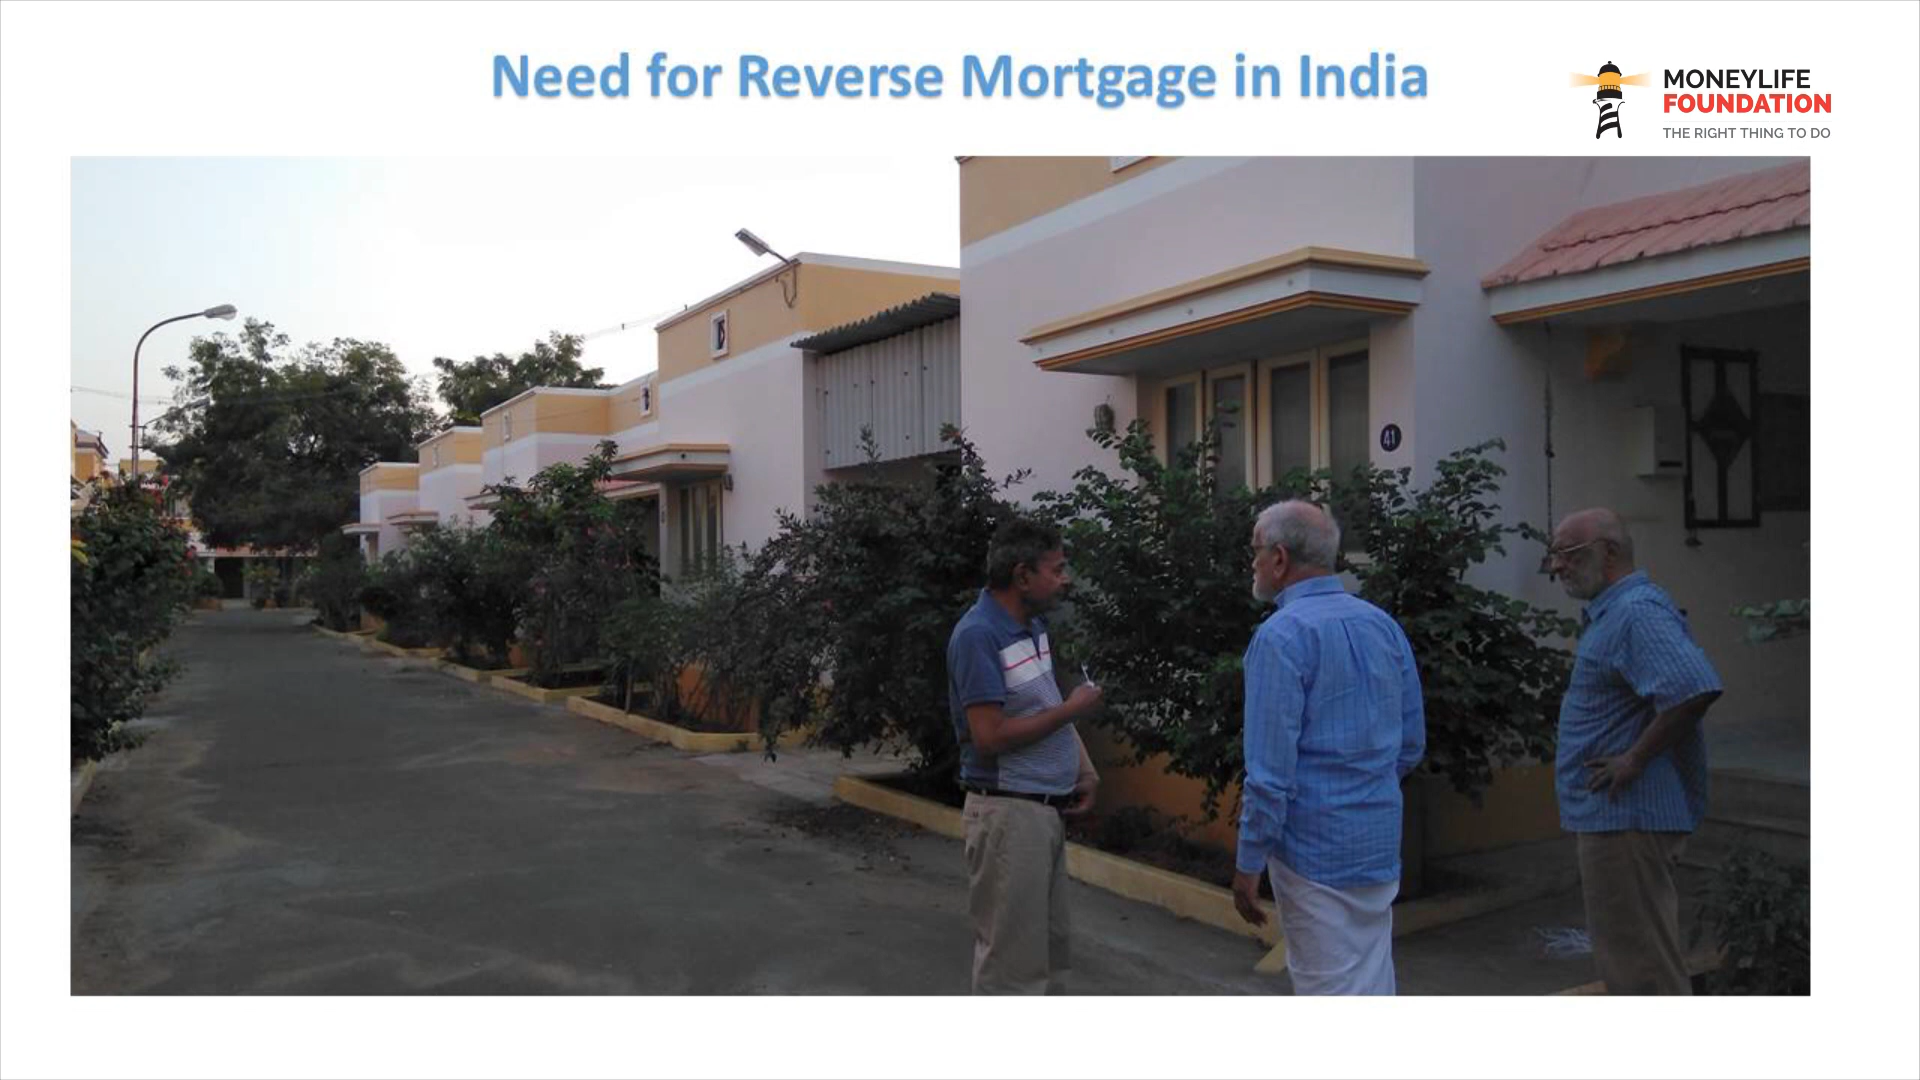 Need for Reverse Mortgage in India
MONEYLIFE
FOUNDATION
THE RIGHT THING TO DO
41